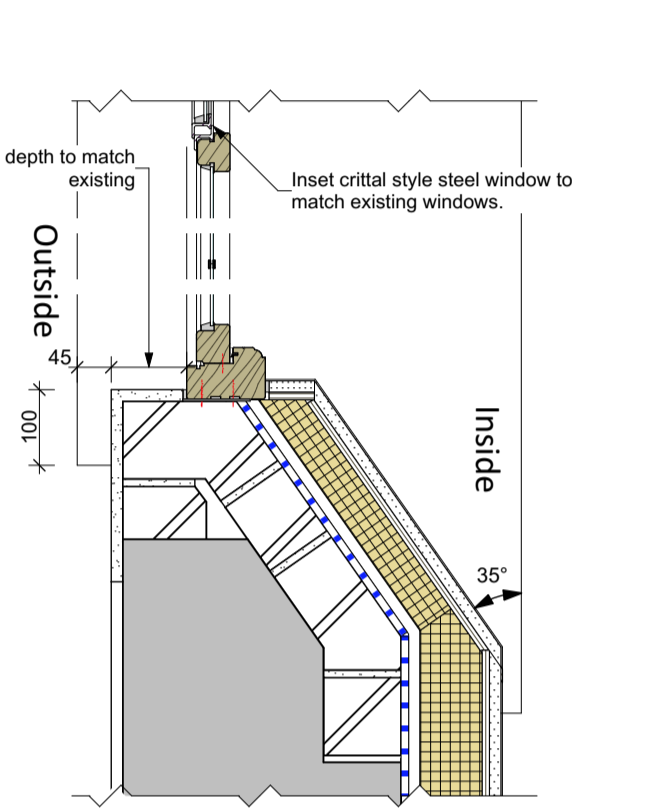 depth to match
existing
Inset crittal style steel window to
match existing windows.
Outside
45
100
Inside
35°